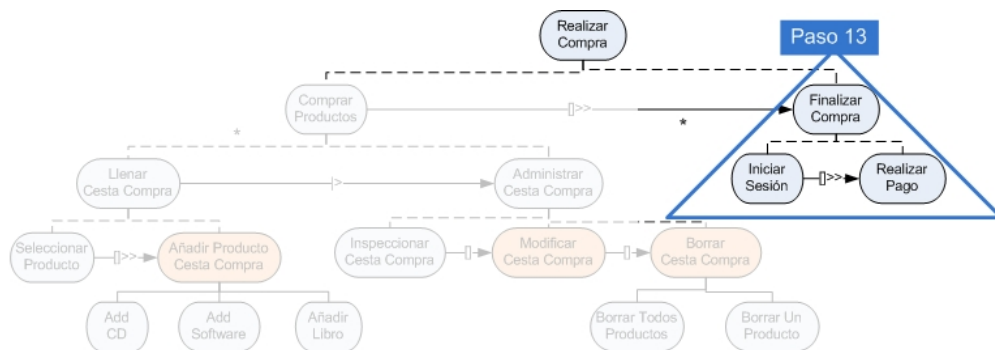 Realizar
Compra
Paso 13
Comprar
Productos
[]>>
*
Finalizar
Compra
*
Llenar
Cesta Compra
|>
Administrar
Cesta Compra
Iniciar
Sesión
[]>>
Realizar
Pago
Seleccionar
Producto
[]>>
Añadir Producto
Cesta Compra
Inspeccionar
Cesta Compra
[]
Modificar
Cesta Compra
[]
Borrar
Cesta Compra
Add
CD
Add
Software
Añadir
Libro
Borrar Todos
Productos
Borrar Un
Producto